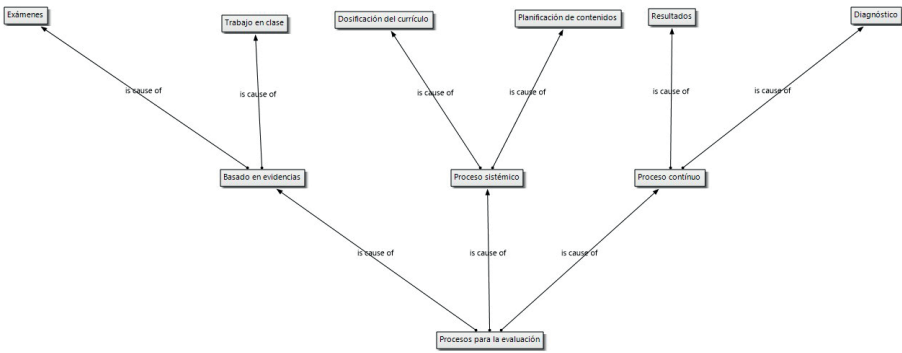 Exámenes
Trabajo en clase
Dosificación del currículo
Planificación de contenidos
Resultados
Diagnóstico
is cause of
is cause of
is cause of
is cause of
is cause of
is cause of
Basado en evidencias
Proceso sistémico
Proceso contínuo
is cause of
is cause of
is cause of
Procesos para la evaluación